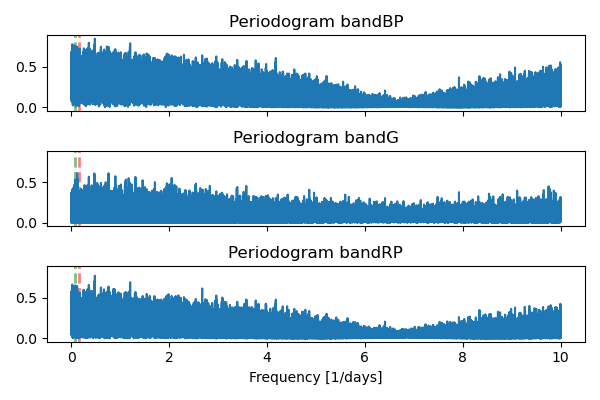 Periodogram bandBP
0.5
0.0
Periodogram bandG
0.5
0.0
Periodogram bandRP
0.5
0.0
0 2 4 6 8 10
Frequency [1/days]